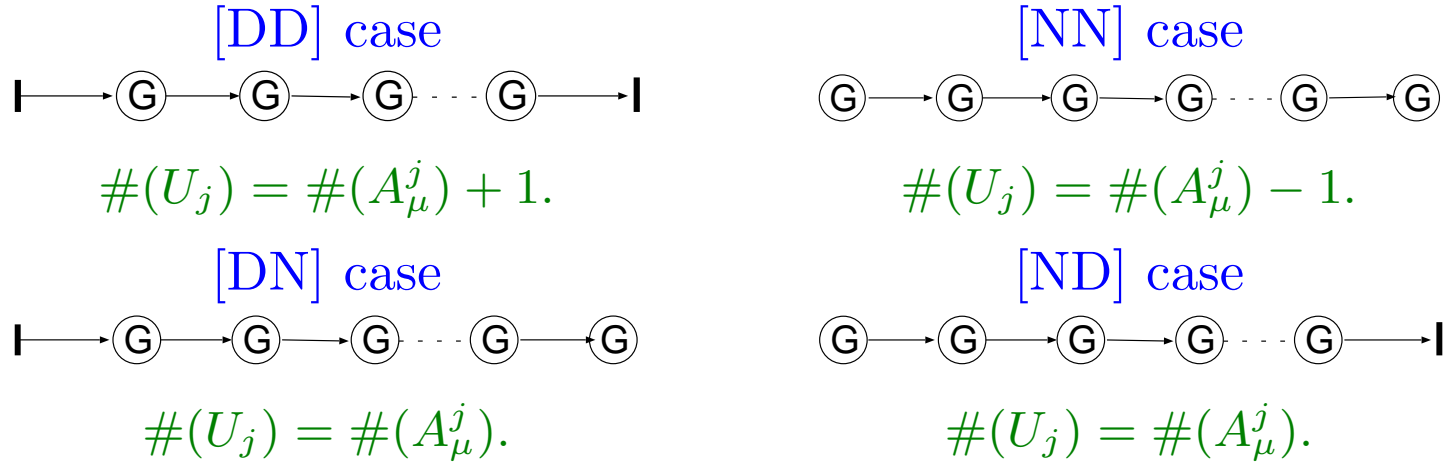 [DD] case
G G G G
#(U_j) = #(A^j_μ) + 1.
[NN] case
G G G G G G
#(U_j) = #(A^j_μ) − 1.
[DN] case
G G G G G
#(U_j) = #(A^j_μ).
[ND] case
G G G G G
#(U_j) = #(A^j_μ).